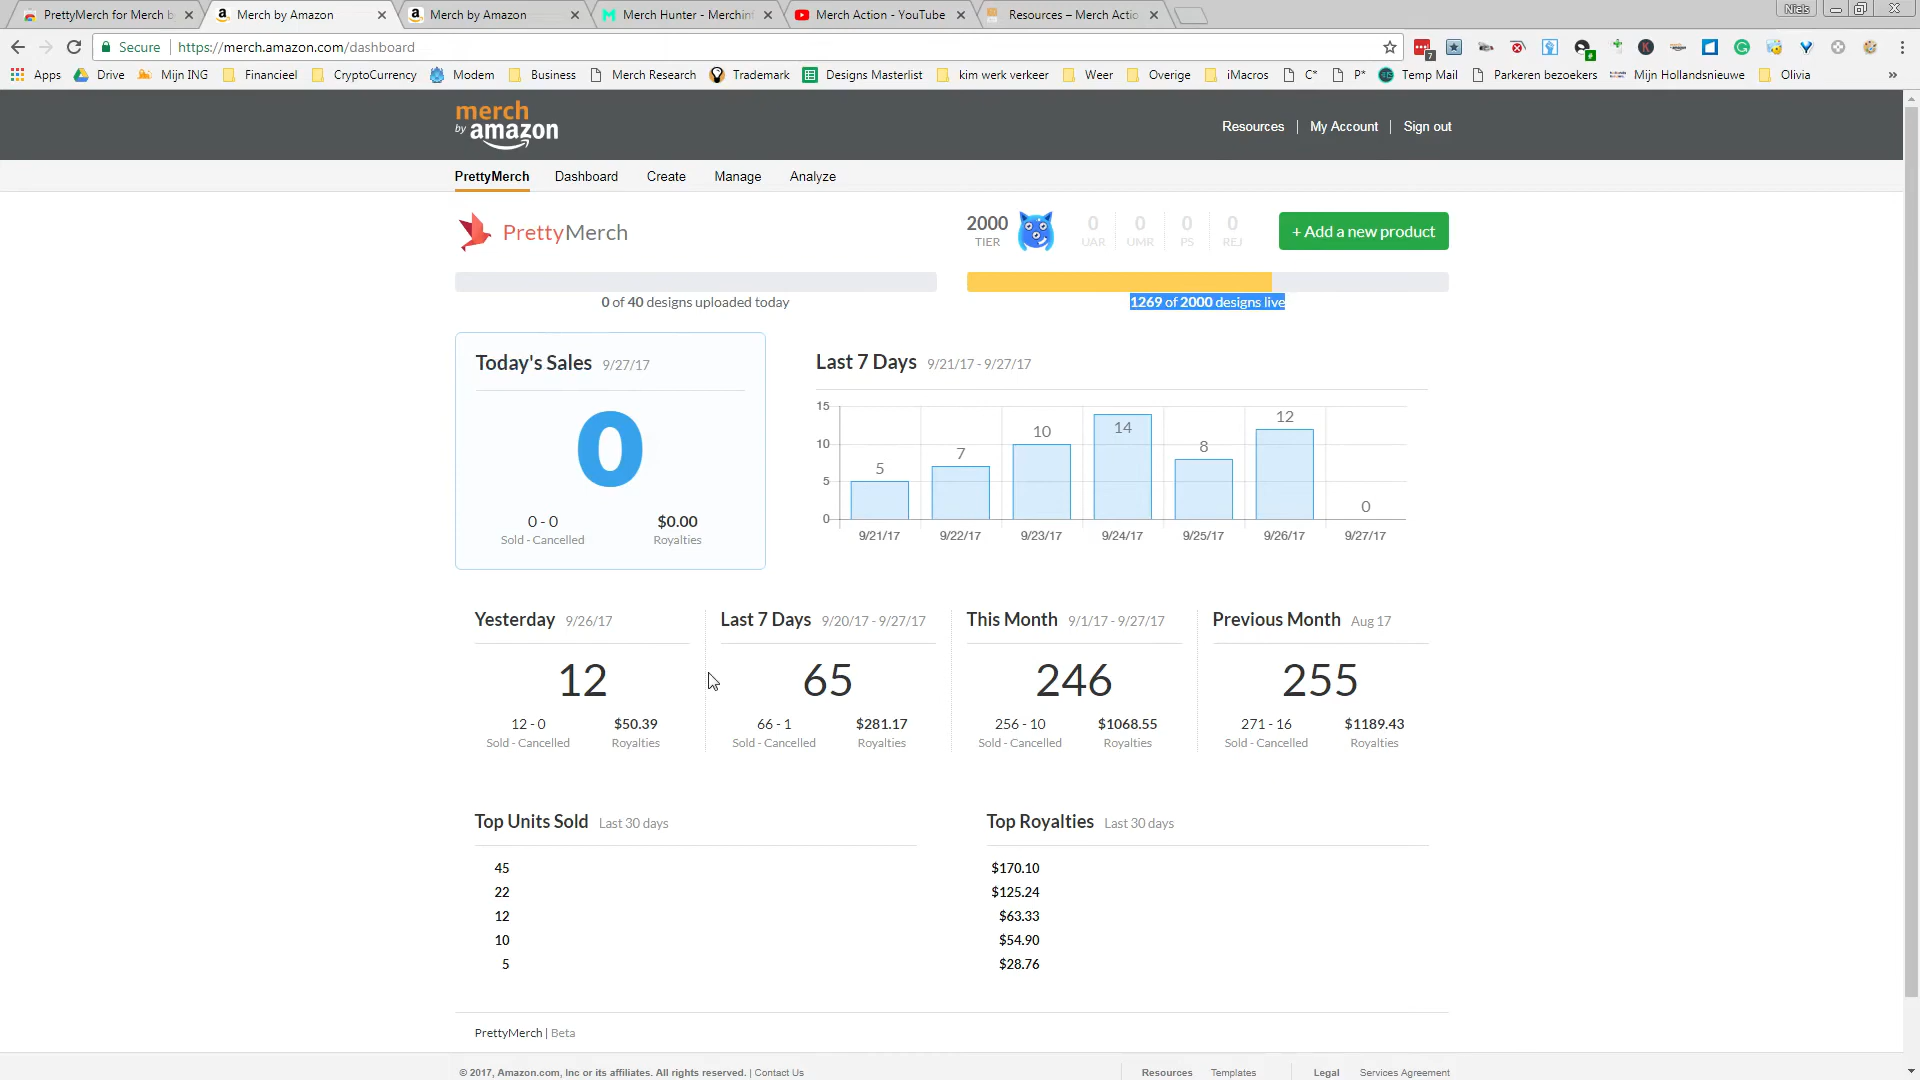 PrettyMerch for Merch b
Merch by Amazon
Merch by Amazon
Merch Hunter - Merchinf
Merch Action - YouTube
Resources – Merch Actio
Niels
Secure
https://merch.amazon.com/dashboard
7
Apps
Drive
Mijn ING
Financieel
CryptoCurrency
Modem
Business
Merch Research
Trademark
Designs Masterlist
kim werk verkeer
Weer
Overige
iMacros
C*
P*
Temp Mail
Parkeren bezoekers
Mijn Hollandsnieuwe
Olivia
»
merch
by amazon
Resources | My Account | Sign out
PrettyMerch Dashboard Create Manage Analyze
PrettyMerch
2000
TIER
0
UAR
0
UMR
0
PS
0
REJ
+ Add a new product
0 of 40 designs uploaded today
1269 of 2000 designs live
Today's Sales 9/27/17
0
0 - 0
Sold - Cancelled
$0.00
Royalties
Last 7 Days 9/21/17 - 9/27/17
15
10
5
0
5
7
10
14
8
12
0
9/21/17 9/22/17 9/23/17 9/24/17 9/25/17 9/26/17 9/27/17
Yesterday 9/26/17
12
12 - 0
Sold - Cancelled
$50.39
Royalties
Last 7 Days 9/20/17 - 9/27/17
65
66 - 1
Sold - Cancelled
$281.17
Royalties
This Month 9/1/17 - 9/27/17
246
256 - 10
Sold - Cancelled
$1068.55
Royalties
Previous Month Aug 17
255
271 - 16
Sold - Cancelled
$1189.43
Royalties
Top Units Sold Last 30 days
45
22
12
10
5
Top Royalties Last 30 days
$170.10
$125.24
$63.33
$54.90
$28.76
PrettyMerch | Beta
© 2017, Amazon.com, Inc or its affiliates. All rights reserved. | Contact Us
Resources Templates
Legal Services Agreement